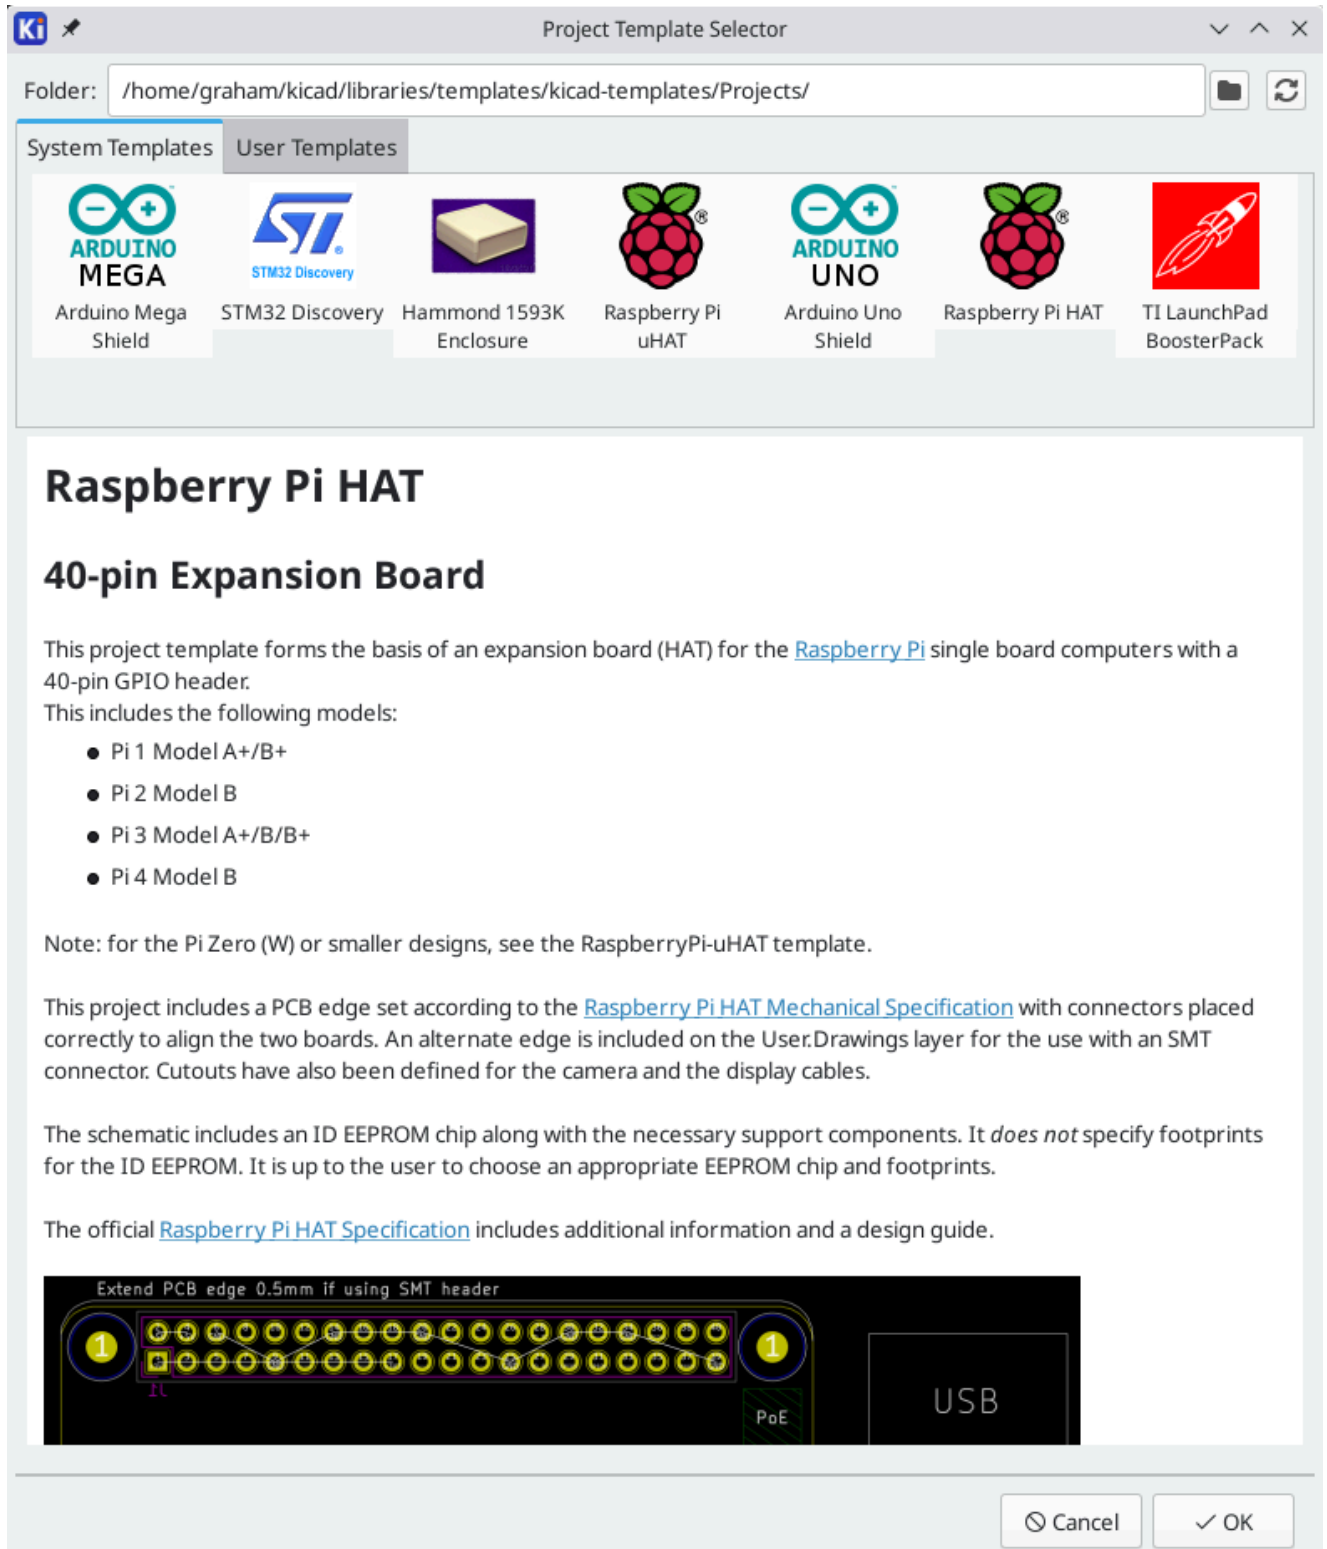 Ki
Project Template Selector
Folder: /home/graham/kicad/libraries/templates/kicad-templates/Projects/
System Templates User Templates
ARDUINO MEGA
STM32 Discovery
ARDUINO UNO
Arduino Mega Shield
STM32 Discovery
Hammond 1593K Enclosure
Raspberry Pi uHAT
Arduino Uno Shield
Raspberry Pi HAT
TI LaunchPad BoosterPack
Raspberry Pi HAT
40-pin Expansion Board
This project template forms the basis of an expansion board (HAT) for the Raspberry Pi single board computers with a
40-pin GPIO header.
This includes the following models:
● Pi 1 Model A+/B+
● Pi 2 Model B
● Pi 3 Model A+/B/B+
● Pi 4 Model B
Note: for the Pi Zero (W) or smaller designs, see the RaspberryPi-uHAT template.
This project includes a PCB edge set according to the Raspberry Pi HAT Mechanical Specification with connectors placed
correctly to align the two boards. An alternate edge is included on the User.Drawings layer for the use with an SMT
connector. Cutouts have also been defined for the camera and the display cables.
The schematic includes an ID EEPROM chip along with the necessary support components. It does not specify footprints
for the ID EEPROM. It is up to the user to choose an appropriate EEPROM chip and footprints.
The official Raspberry Pi HAT Specification includes additional information and a design guide.
Extend PCB edge 0.5mm if using SMT header
1 1
J1
PoE
USB
Cancel OK